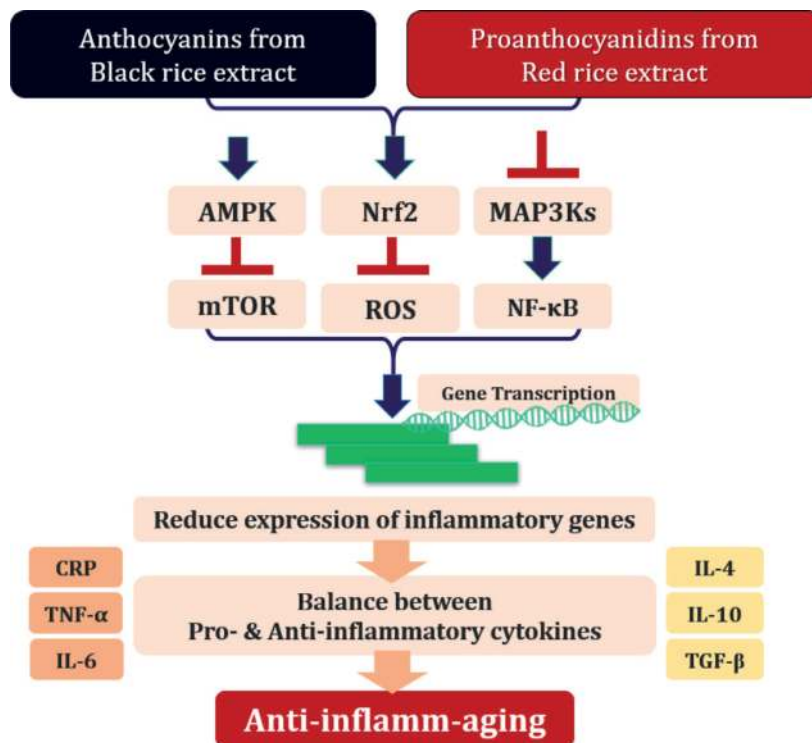 Anthocyanins from
Black rice extract
Proanthocyanidins from
Red rice extract
AMPK
Nrf2
MAP3Ks
mTOR
ROS
NF-κB
Gene Transcription
Reduce expression of inflammatory genes
CRP
TNF-α
IL-6
Balance between
Pro- & Anti-inflammatory cytokines
IL-4
IL-10
TGF-β
Anti-inflamm-aging